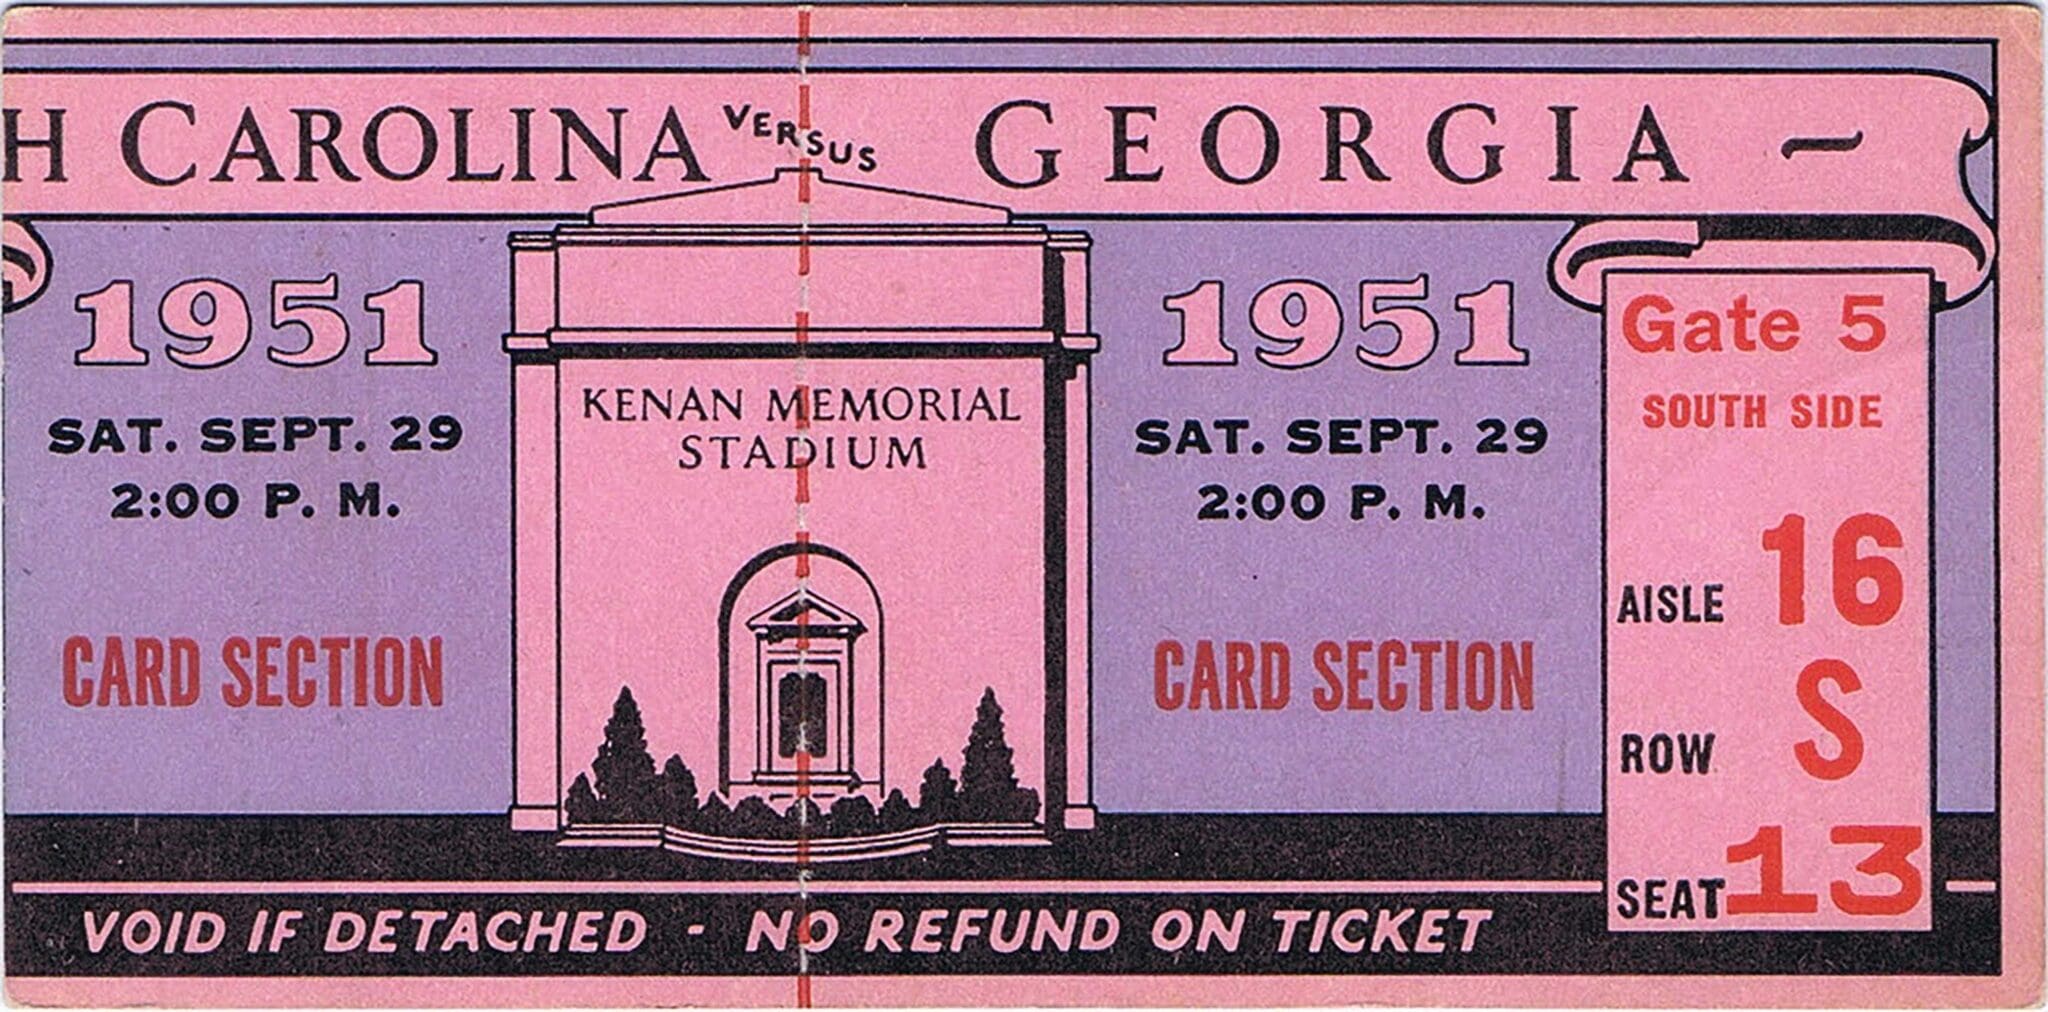 H CAROLINA VERSUS GEORGIA ~
1951
SAT. SEPT. 29
2:00 P. M.
CARD SECTION
KENAN MEMORIAL
STADIUM
1951
SAT. SEPT. 29
2:00 P. M.
CARD SECTION
Gate 5
SOUTH SIDE
AISLE 16
ROW S
SEAT 13
VOID IF DETACHED - NO REFUND ON TICKET